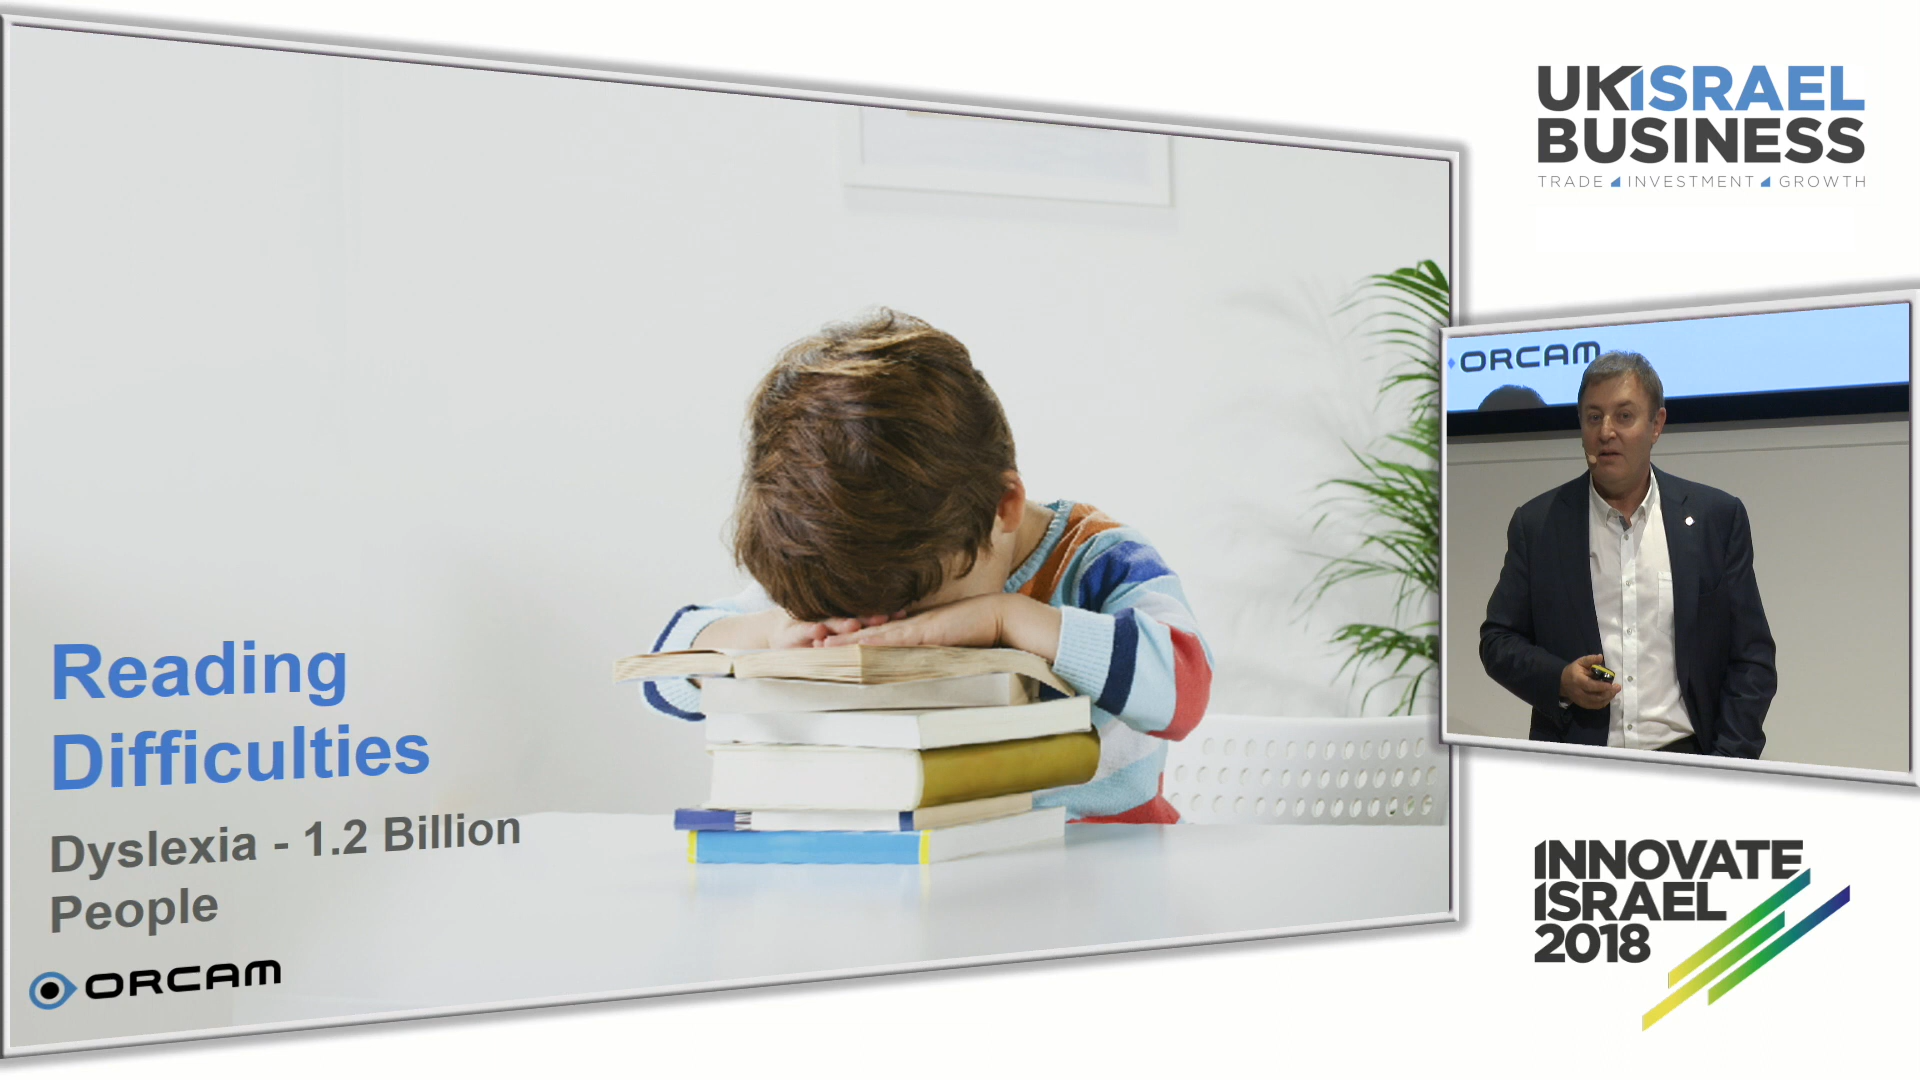 Reading
Difficulties
Dyslexia - 1.2 Billion
People
ORCAM
UKISRAEL
BUSINESS
TRADE INVESTMENT GROWTH
ORCAM
INNOVATE
ISRAEL
2018